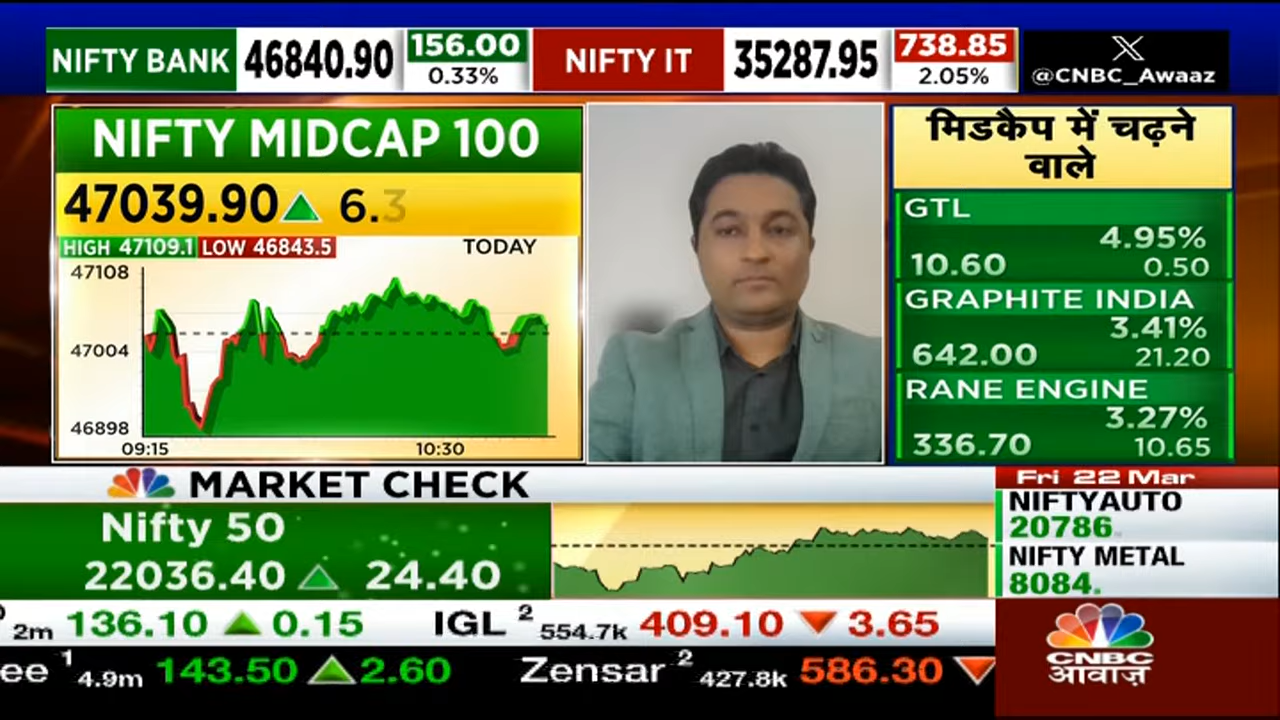 NIFTY BANK 46840.90 156.00 0.33% NIFTY IT 35287.95 738.85 2.05%
@CNBC_Awaaz
NIFTY MIDCAP 100
47039.90 6.3
HIGH 47109.1 LOW 46843.5 TODAY
47108
47004
46898
09:15 10:30
मिडकैप में चढ़ने
वाले
GTL
4.95%
10.60 0.50
GRAPHITE INDIA
3.41%
642.00 21.20
RANE ENGINE
3.27%
336.70 10.65
MARKET CHECK
Nifty 50
22036.40 24.40
Fri 22 Mar
NIFTYAUTO
20786
NIFTY METAL
8084.
2m 136.10 0.15 IGL 2 554.7k 409.10 3.65
ee 1 4.9m 143.50 2.60 Zensar 2 427.8k 586.30
CNBC
आवाज़